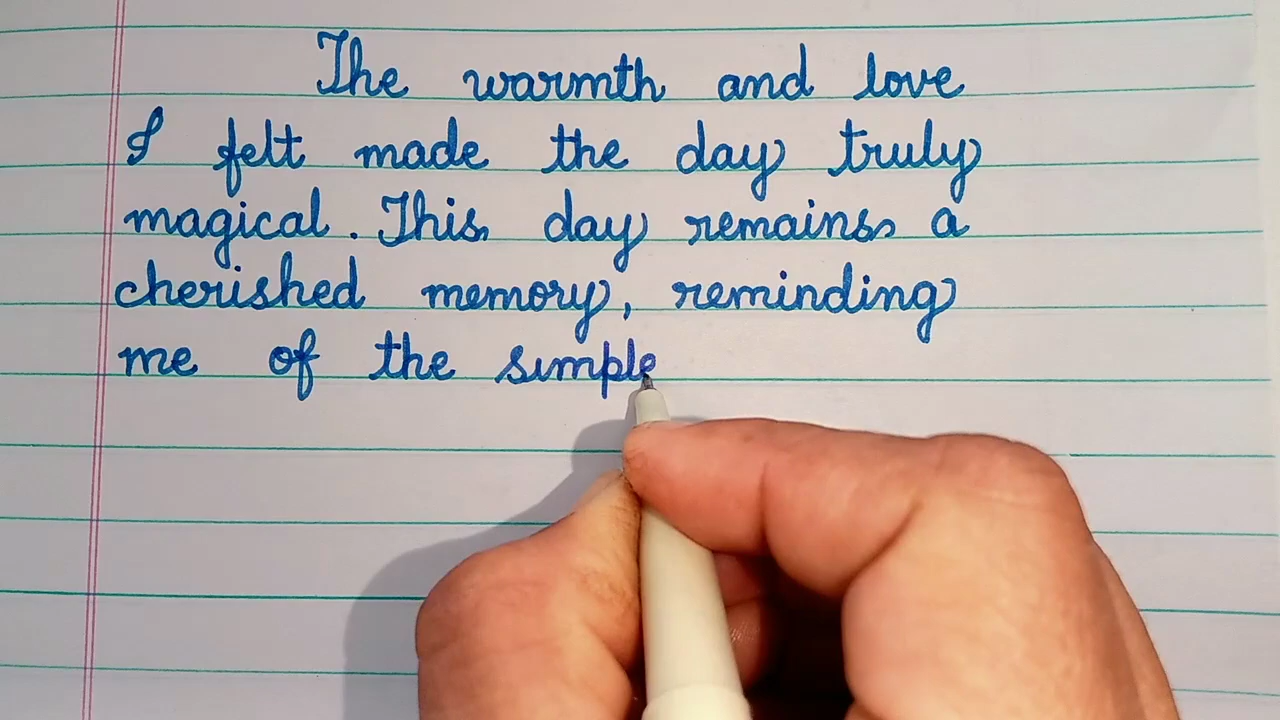 The warmth and love
I felt made the day truly
magical. This day remains a
cherished memory, reminding
me of the simple